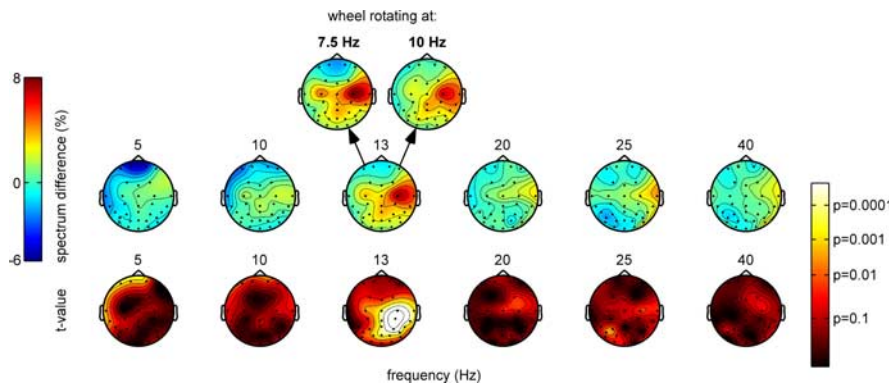 wheel rotating at:
7.5 Hz 10 Hz
8
0
-6
spectrum difference (%)
5 10 13 20 25 40
5 10 13 20 25 40
t-value
p=0.0001
p=0.001
p=0.01
p=0.1
frequency (Hz)